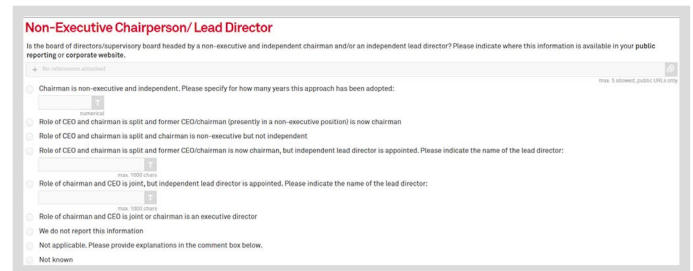 Non-Executive Chairperson/ Lead Director
Is the board of directors/supervisory board headed by a non-executive and independent chairman and/or an independent lead director? Please indicate where this information is available in your public
reporting or corporate website.
+ No references attached
max. 5 allowed, public URLs only
Chairman is non-executive and independent. Please specify for how many years this approach has been adopted:
T
numerical
Role of CEO and chairman is split and former CEO/chairman (presently in a non-executive position) is now chairman
Role of CEO and chairman is split and chairman is non-executive but not independent
Role of CEO and chairman is split and former CEO/chairman is now chairman, but independent lead director is appointed. Please indicate the name of the lead director:
T
max. 1000 chars
Role of chairman and CEO is joint, but independent lead director is appointed. Please indicate the name of the lead director:
T
max. 1000 chars
Role of chairman and CEO is joint or chairman is an executive director
We do not report this information
Not applicable. Please provide explanations in the comment box below.
Not known